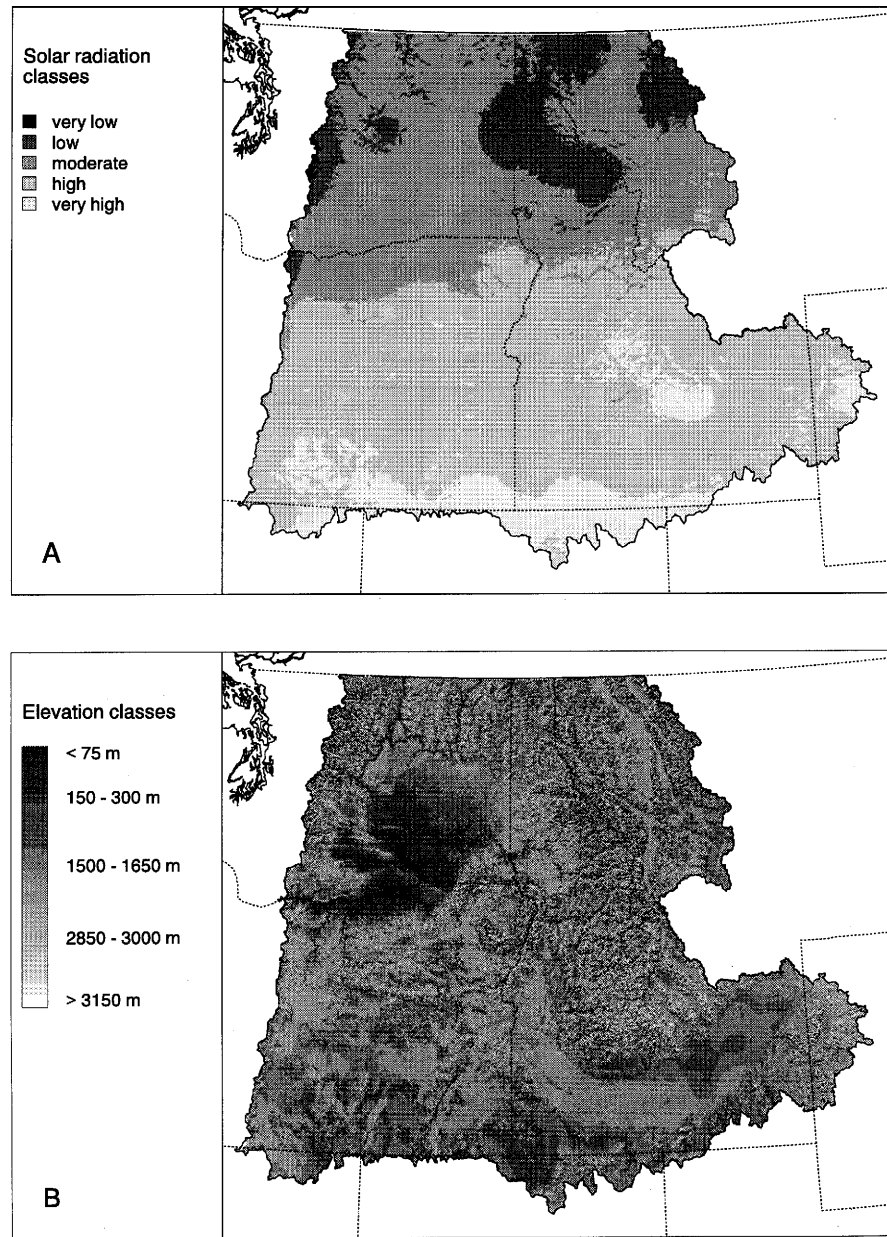 Solar radiation
classes
very low
low
moderate
high
very high
A
Elevation classes
< 75 m
150 - 300 m
1500 - 1650 m
2850 - 3000 m
> 3150 m
B